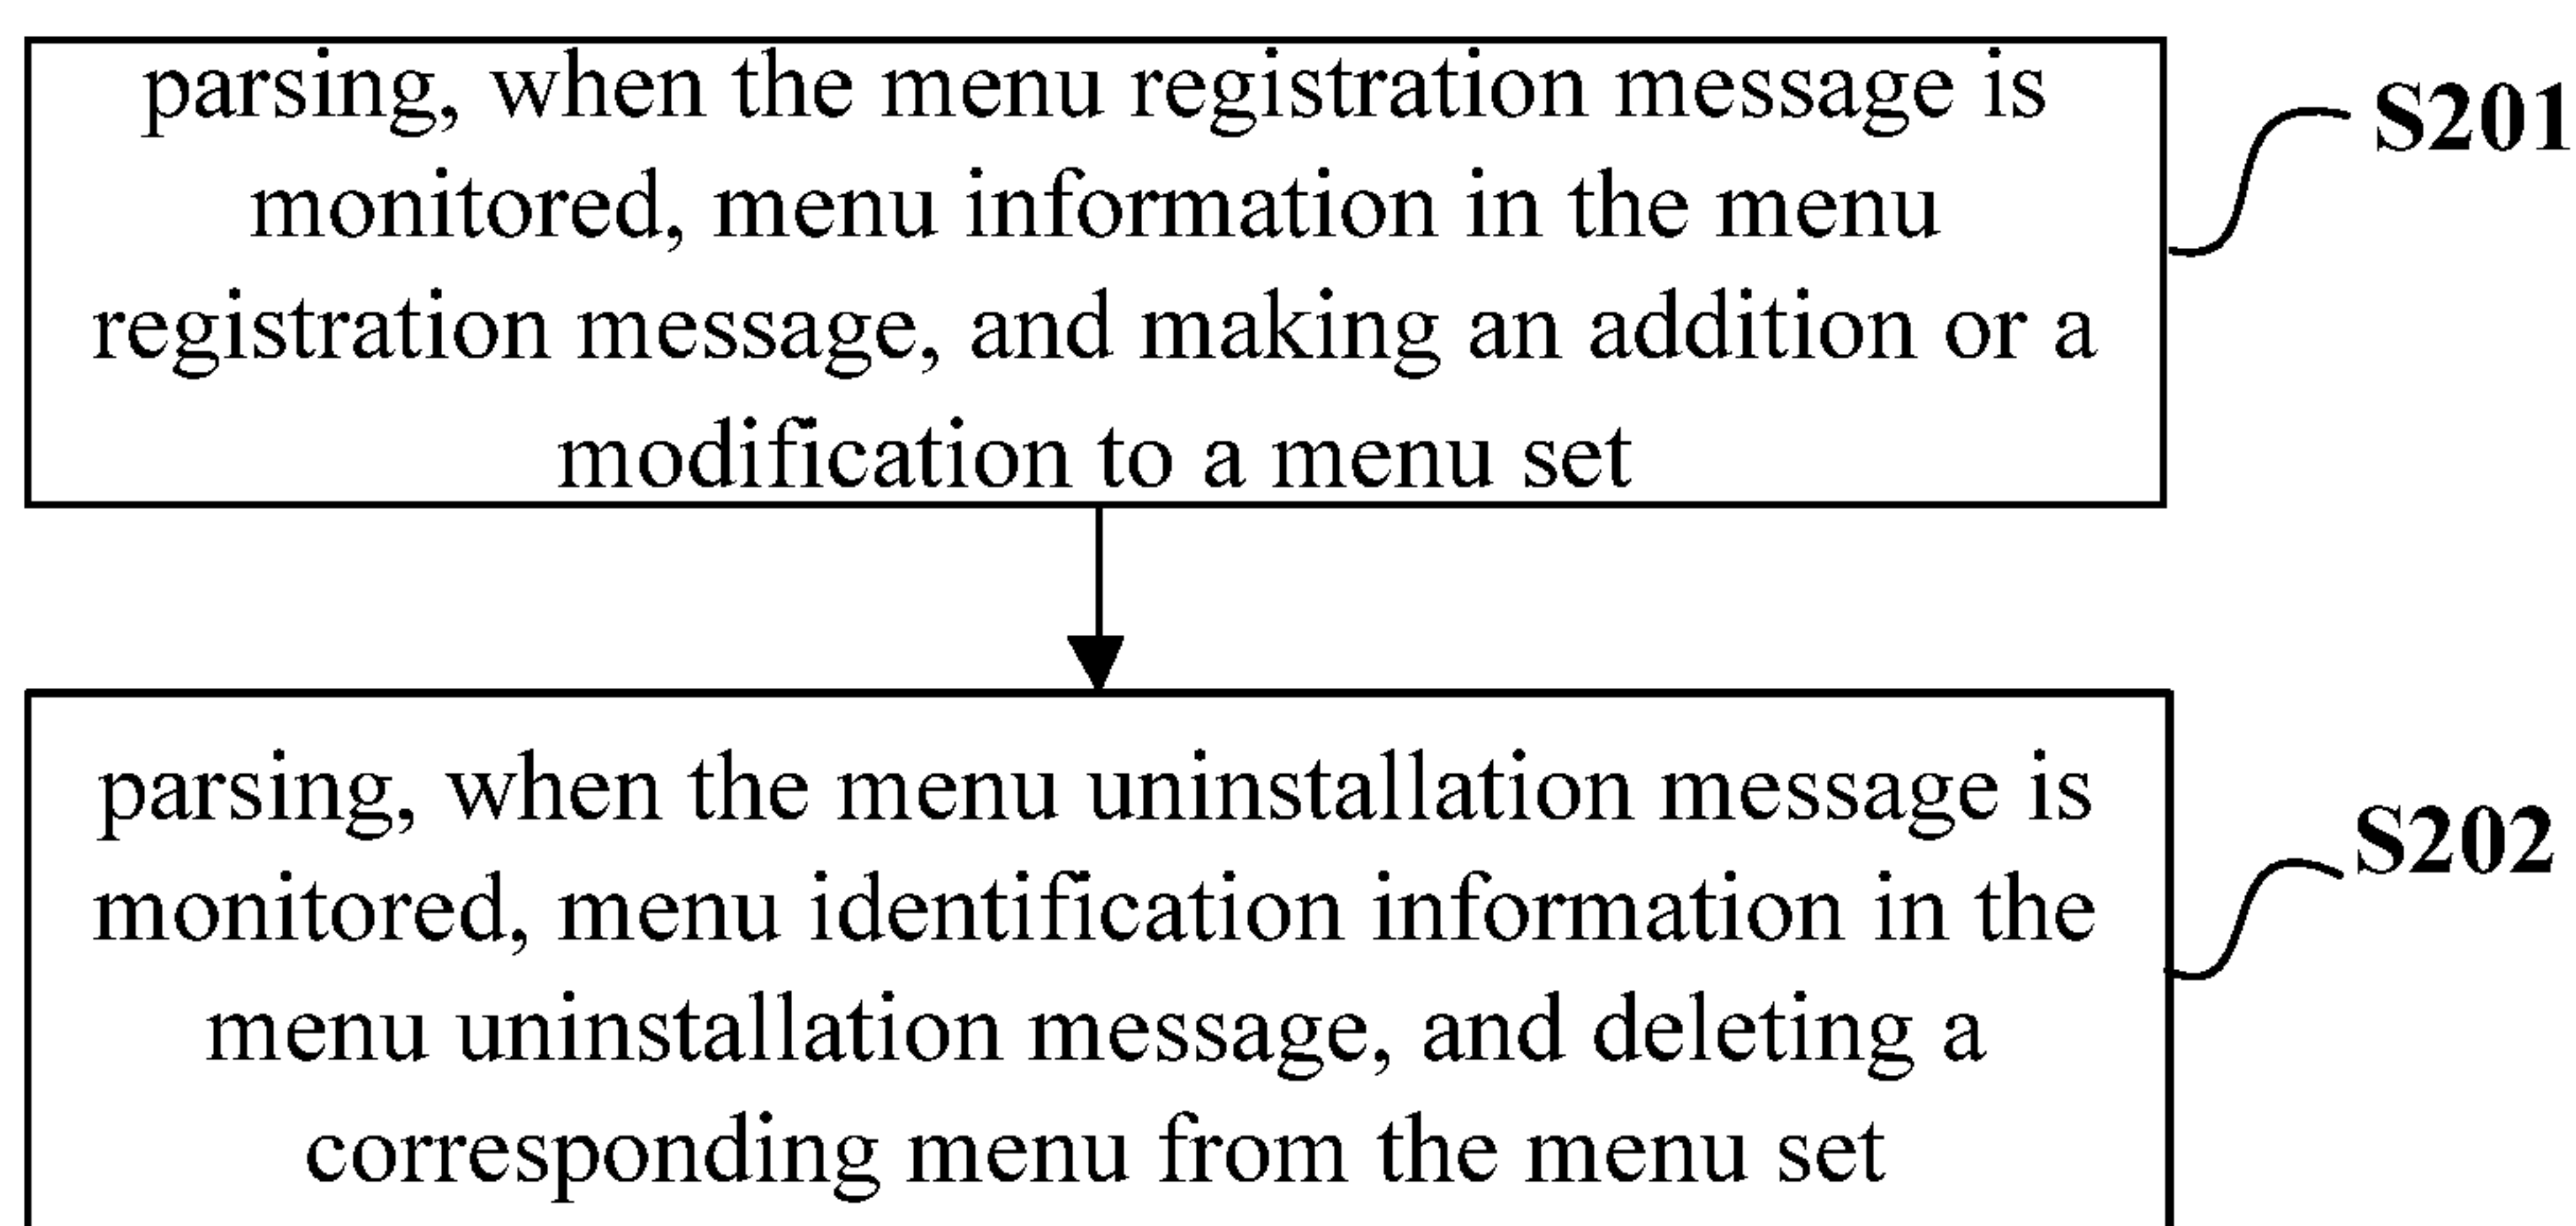 parsing, when the menu registration message is
monitored, menu information in the menu
registration message, and making an addition or a
modification to a menu set
S201
parsing, when the menu uninstallation message is
monitored, menu identification information in the
menu uninstallation message, and deleting a
corresponding menu from the menu set
S202